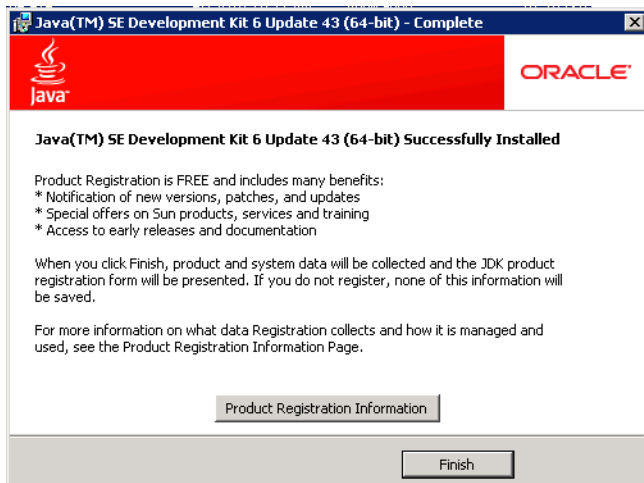 Java(TM) SE Development Kit 6 Update 43 (64-bit) - Complete
Java™
ORACLE®
Java(TM) SE Development Kit 6 Update 43 (64-bit) Successfully Installed
Product Registration is FREE and includes many benefits:
* Notification of new versions, patches, and updates
* Special offers on Sun products, services and training
* Access to early releases and documentation
When you click Finish, product and system data will be collected and the JDK product
registration form will be presented. If you do not register, none of this information will
be saved.
For more information on what data Registration collects and how it is managed and
used, see the Product Registration Information Page.
Product Registration Information
Finish